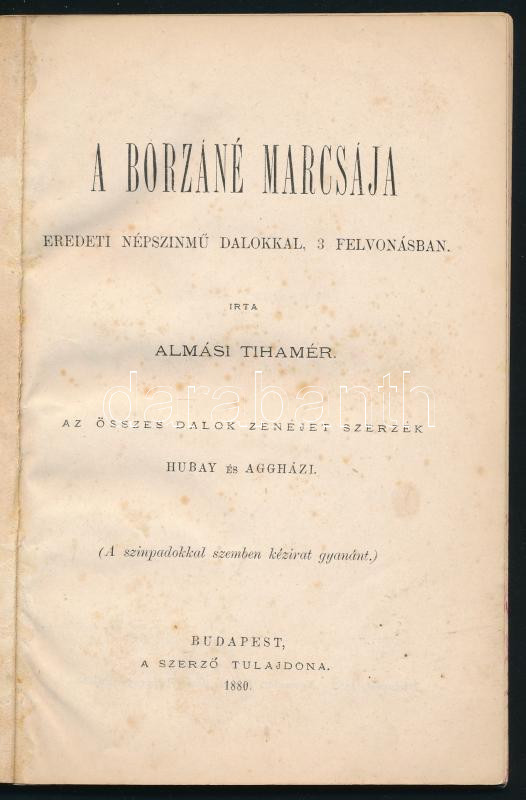 A BORZÁNÉ MARCSÁJA
EREDETI NÉPSZINMŰ DALOKKAL, 3 FELVONÁSBAN.
IRTA
ALMÁSI TIHAMÉR.
darabanth
AZ ÖSSZES DALOK ZENÉJÉT SZERZÉK
HUBAY ÉS AGGHÁZI.
(A szinpadokkal szemben kézirat gyanánt.)
BUDAPEST,
A SZERZŐ TULAJDONA.
1880.